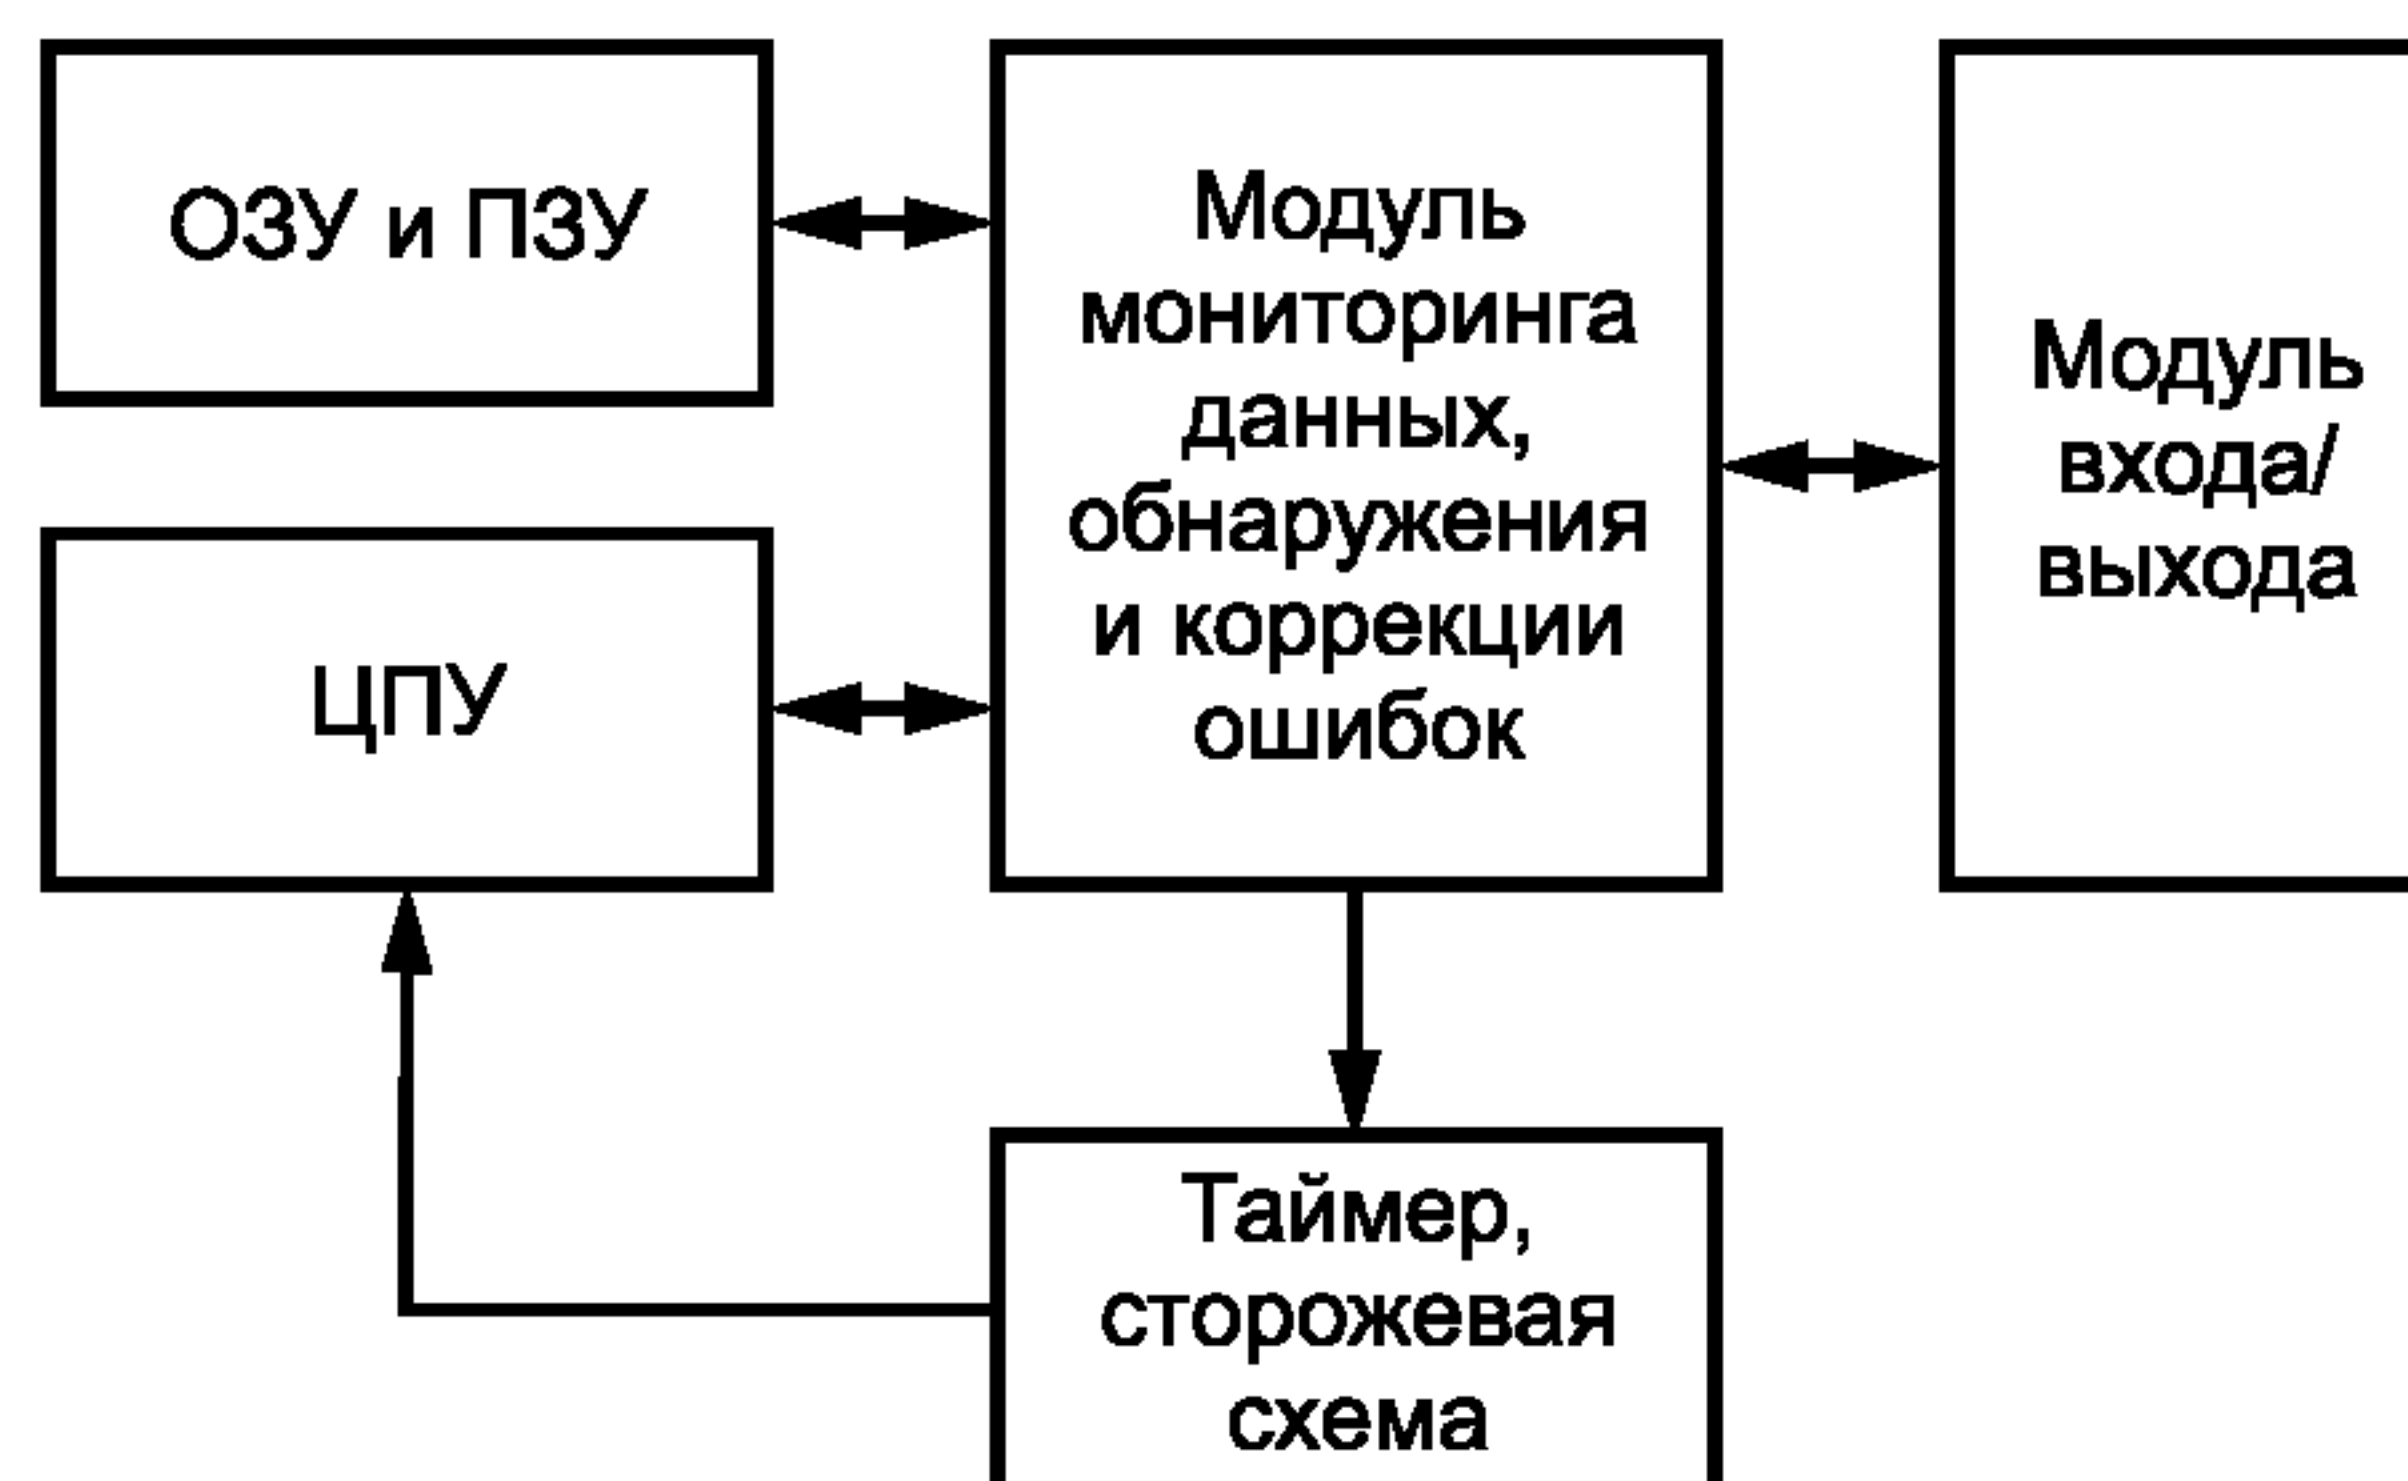 ОЗУ и ПЗУ
Модуль
мониторинга
данных,
обнаружения
и коррекции
ошибок
Модуль
входа/
выхода
ЦПУ
Таймер,
сторожевая
схема